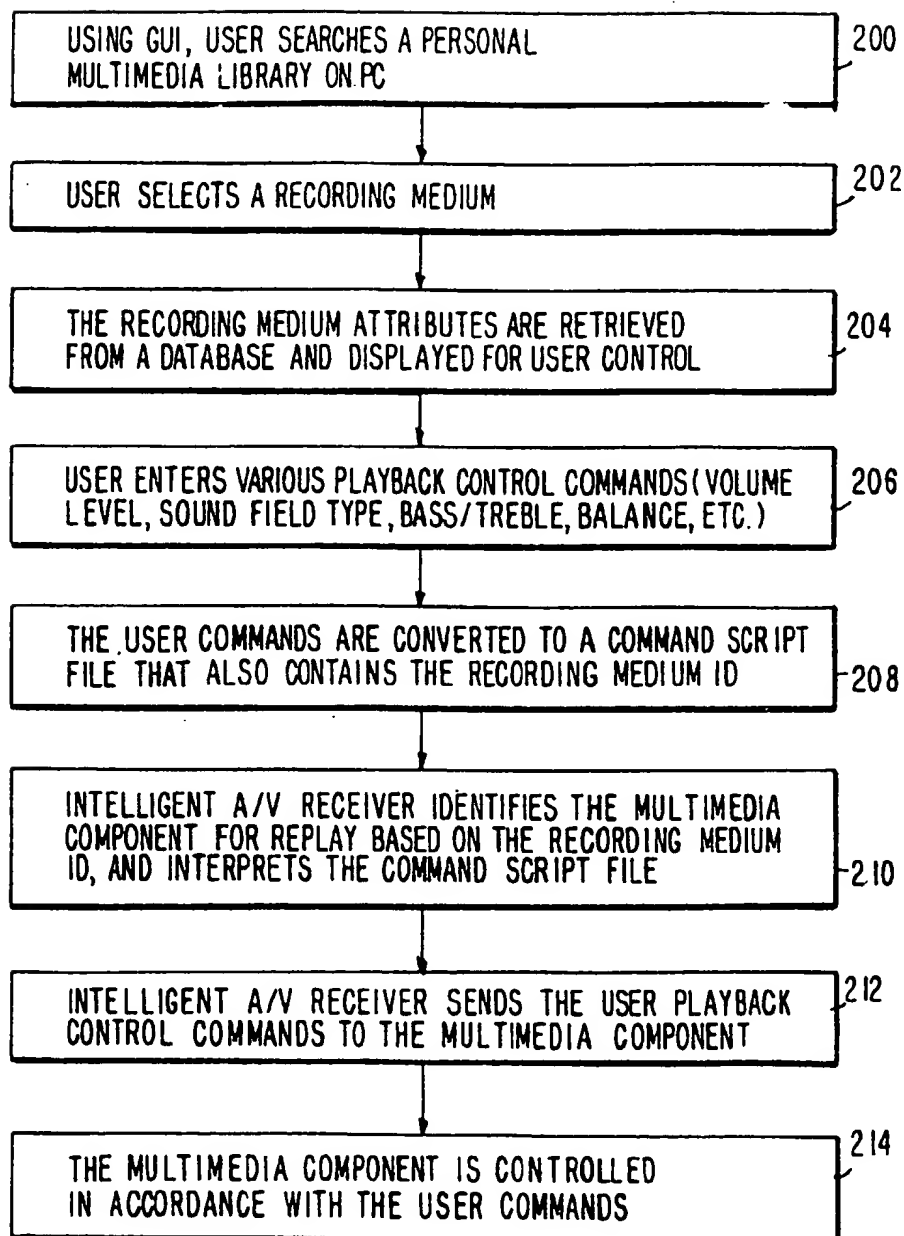 USING GUI, USER SEARCHES A PERSONAL
MULTIMEDIA LIBRARY ON PC
200
USER SELECTS A RECORDING MEDIUM
202
THE RECORDING MEDIUM ATTRIBUTES ARE RETRIEVED
FROM A DATABASE AND DISPLAYED FOR USER CONTROL
204
USER ENTERS VARIOUS PLAYBACK CONTROL COMMANDS (VOLUME
LEVEL, SOUND FIELD TYPE, BASS/TREBLE, BALANCE, ETC.)
206
THE USER COMMANDS ARE CONVERTED TO A COMMAND SCRIPT
FILE THAT ALSO CONTAINS THE RECORDING MEDIUM ID
208
INTELLIGENT A/V RECEIVER IDENTIFIES THE MULTIMEDIA
COMPONENT FOR REPLAY BASED ON THE RECORDING MEDIUM
ID, AND INTERPRETS THE COMMAND SCRIPT FILE
210
INTELLIGENT A/V RECEIVER SENDS THE USER PLAYBACK
CONTROL COMMANDS TO THE MULTIMEDIA COMPONENT
212
THE MULTIMEDIA COMPONENT IS CONTROLLED
IN ACCORDANCE WITH THE USER COMMANDS
214